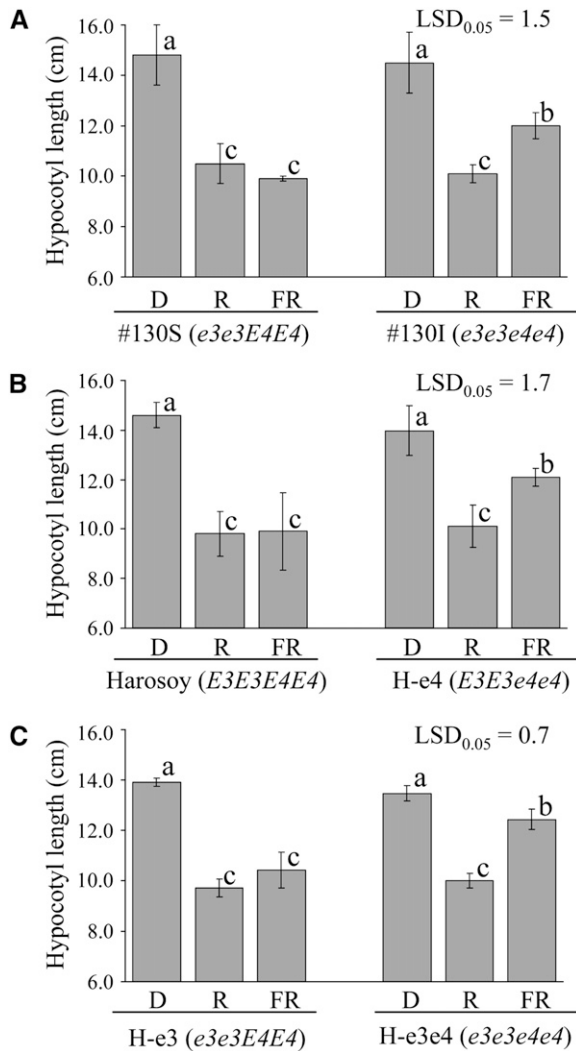 A
LSD0.05 = 1.5
Hypocotyl length (cm)
16.0
14.0
12.0
10.0
8.0
6.0
a c c a c b
D R FR D R FR
#130S (e3e3E4E4) #130I (e3e3e4e4)
B
LSD0.05 = 1.7
Hypocotyl length (cm)
16.0
14.0
12.0
10.0
8.0
6.0
a c c a c b
D R FR D R FR
Harosoy (E3E3E4E4) H-e4 (E3E3e4e4)
C
LSD0.05 = 0.7
Hypocotyl length (cm)
16.0
14.0
12.0
10.0
8.0
6.0
a c c a c b
D R FR D R FR
H-e3 (e3e3E4E4) H-e3e4 (e3e3e4e4)